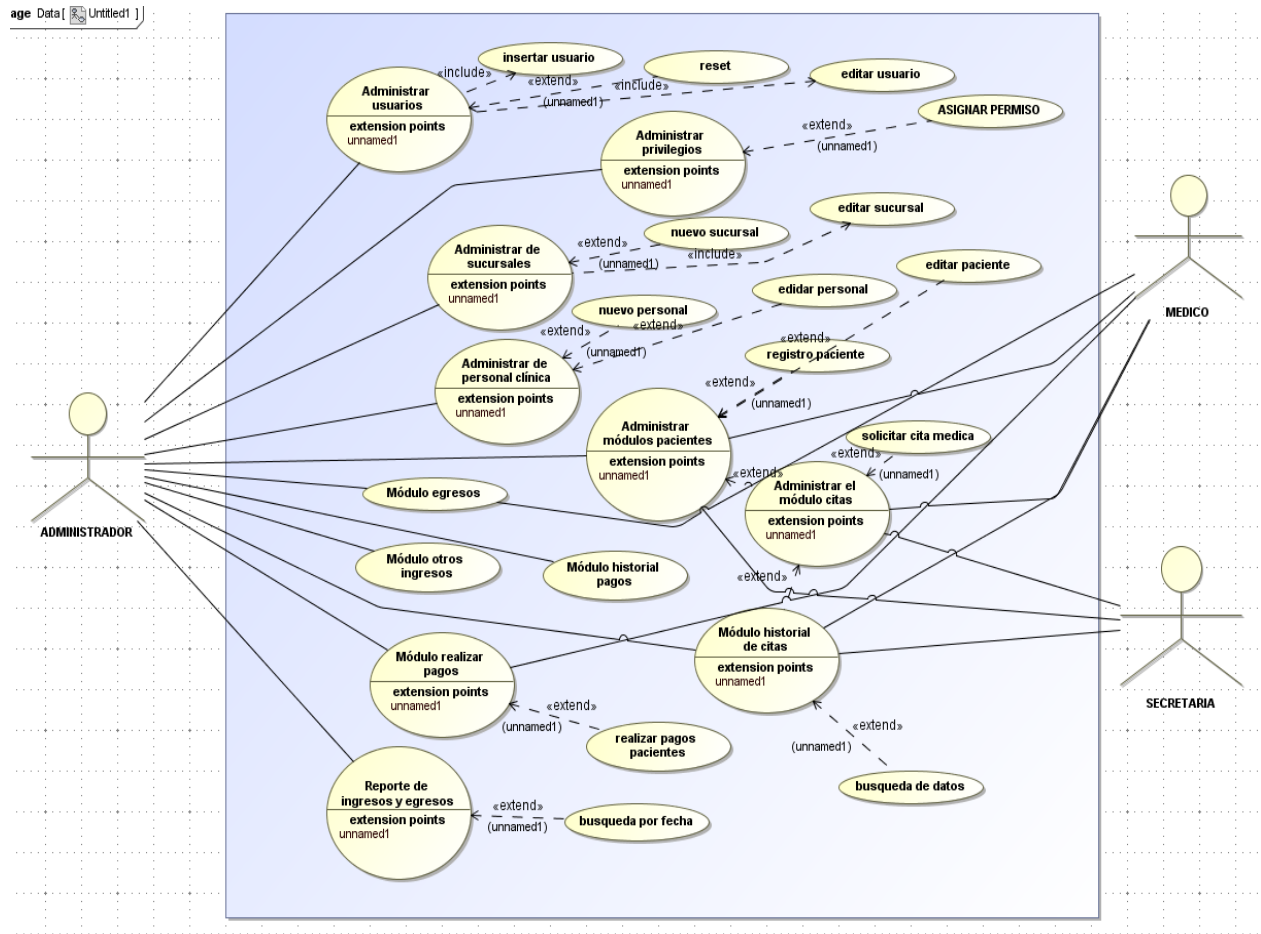 age Data[ Untitled1 ]
insertar usuario
reset
editar usuario
«include»
«extend»
«include»
(unnamed1)
Administrar
usuarios
extension points
unnamed1
ASIGNAR PERMISO
«extend»
(unnamed1)
Administrar
privilegios
extension points
unnamed1
editar sucursal
nuevo sucursal
«extend»
(unnamed1)
«include»
Administrar de
sucursales
extension points
unnamed1
editar paciente
edidar personal
nuevo personal
«extend»
«extend»
(unnamed1)
MEDICO
Administrar de
personal clínica
extension points
unnamed1
«extend»
registro paciente
«extend»
(unnamed1)
Administrar
módulos pacientes
extension points
unnamed1
solicitar cita medica
«extend»
(unnamed1)
«extend»
Administrar el
módulo citas
extension points
unnamed1
Módulo egresos
ADMINISTRADOR
Módulo otros
ingresos
Módulo historial
pagos
«extend»
Módulo historial
de citas
extension points
unnamed1
Módulo realizar
pagos
extension points
unnamed1
SECRETARIA
«extend»
(unnamed1)
realizar pagos
pacientes
«extend»
(unnamed1)
busqueda de datos
Reporte de
ingresos y egresos
extension points
unnamed1
«extend»
(unnamed1)
busqueda por fecha